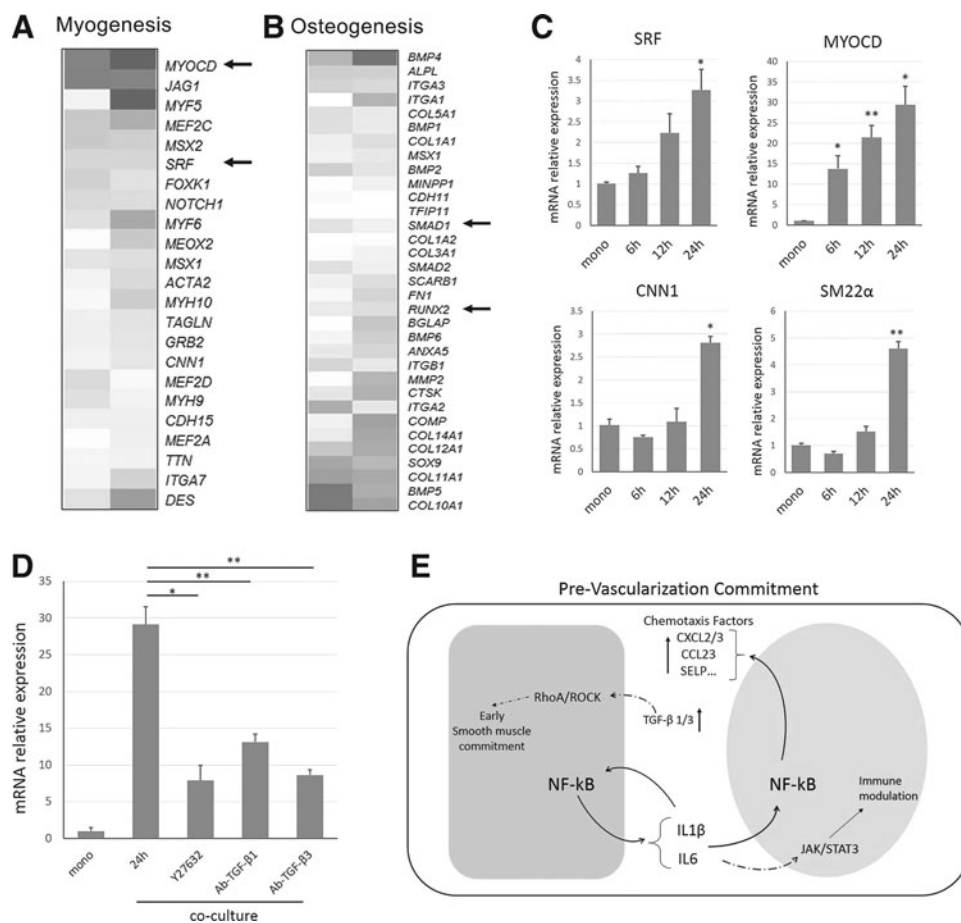 A Myogenesis
MYOCD
JAG1
MYF5
MEF2C
MSX2
SRF
FOXK1
NOTCH1
MYF6
MEOX2
MSX1
ACTA2
MYH10
TAGLN
GRB2
CNN1
MEF2D
MYH9
CDH15
MEF2A
TTN
ITGA7
DES
B Osteogenesis
BMP4
ALPL
ITGA3
ITGA1
COL5A1
BMP1
COL1A1
MSX1
BMP2
MINPP1
CDH11
TFIP11
SMAD1
COL1A2
COL3A1
SMAD2
SCARB1
FN1
RUNX2
BGLAP
BMP6
ANXA5
ITGB1
MMP2
CTSK
ITGA2
COMP
COL14A1
COL12A1
SOX9
COL11A1
BMP5
COL10A1
C
SRF
mRNA relative expression
4
3.5
3
2.5
2
1.5
1
0.5
0
*
mono 6h 12h 24h
MYOCD
mRNA relative expression
40
35
30
25
20
15
10
5
0
* ** *
mono 6h 12h 24h
CNN1
mRNA relative expression
3.5
3
2.5
2
1.5
1
0.5
0
*
mono 6h 12h 24h
SM22α
mRNA relative expression
6
5
4
3
2
1
0
**
mono 6h 12h 24h
D
mRNA relative expression
35
30
25
20
15
10
5
0
**
**
*
mono 24h Y27632 Ab-TGF-β1 Ab-TGF-β3
co-culture
E
Pre-Vascularization Commitment
Chemotaxis Factors
CXCL2/3
CCL23
SELP...
RhoA/ROCK
TGF-β 1/3
Early
Smooth muscle
commitment
NF-kB
NF-kB
Immune
modulation
IL1β
IL6
JAK/STAT3